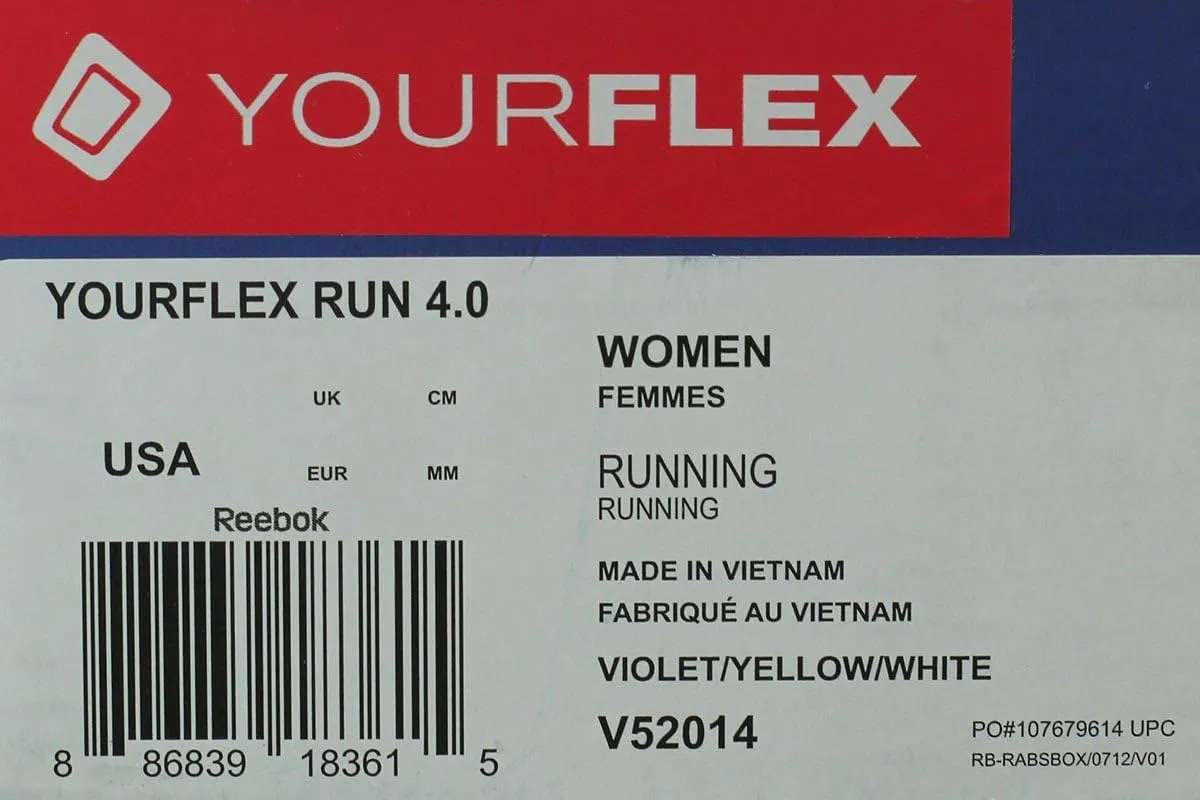 YOURFLEX
YOURFLEX RUN 4.0
UK CM
USA
EUR MM
Reebok
8 86839 18361 5
WOMEN
FEMMES
RUNNING
RUNNING
MADE IN VIETNAM
FABRIQUÉ AU VIETNAM
VIOLET/YELLOW/WHITE
V52014
PO#107679614 UPC
RB-RABSBOX/0712/V01